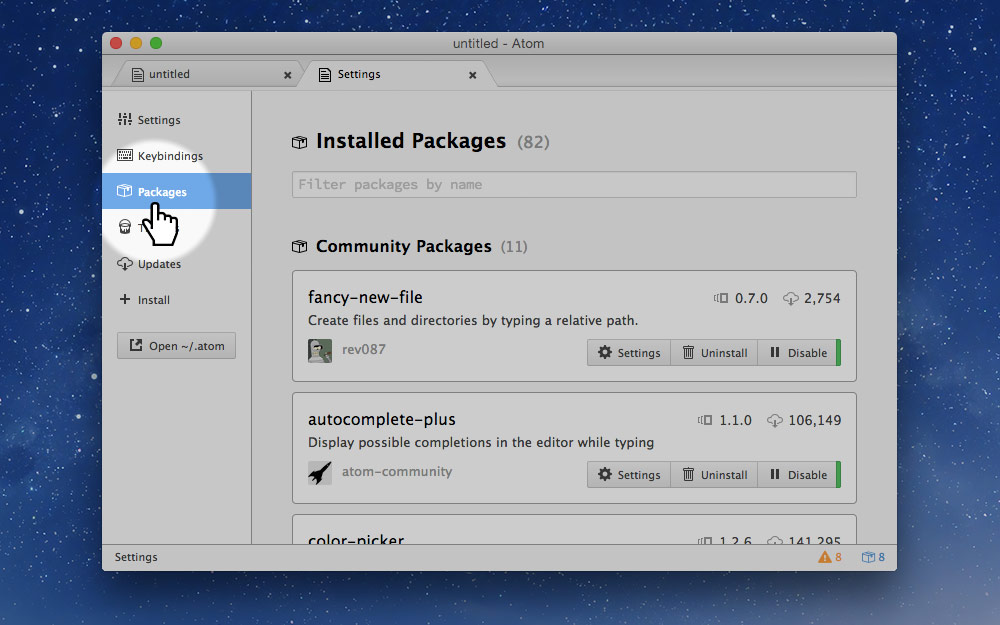 untitled - Atom
untitled
Settings
Settings
Keybindings
Packages
Updates
Install
Open ~/.atom
Installed Packages (82)
Filter packages by name
Community Packages (11)
fancy-new-file 0.7.0 2,754
Create files and directories by typing a relative path.
rev087 Settings Uninstall Disable
autocomplete-plus 1.1.0 106,149
Display possible completions in the editor while typing
atom-community Settings Uninstall Disable
color-picker 1.2.6 141,295
Settings 8 8